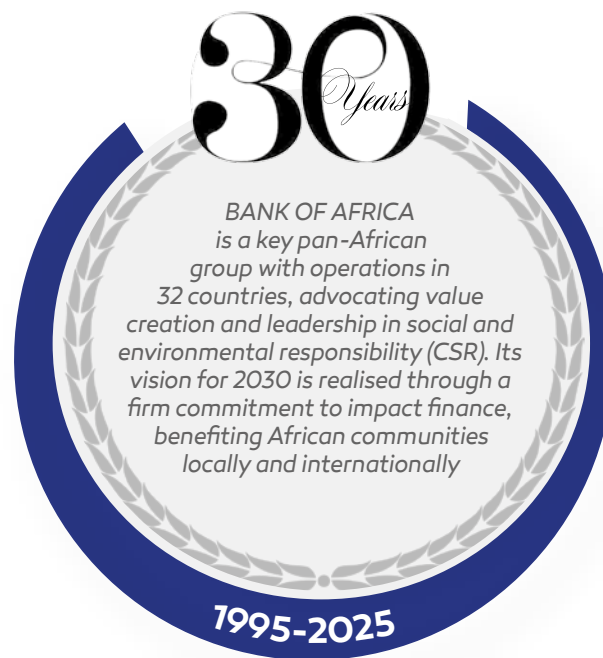 30
Years
BANK OF AFRICA
is a key pan-African
group with operations in
32 countries, advocating value
creation and leadership in social and
environmental responsibility (CSR). Its
vision for 2030 is realised through a
firm commitment to impact finance,
benefiting African communities
locally and internationally
1995-2025